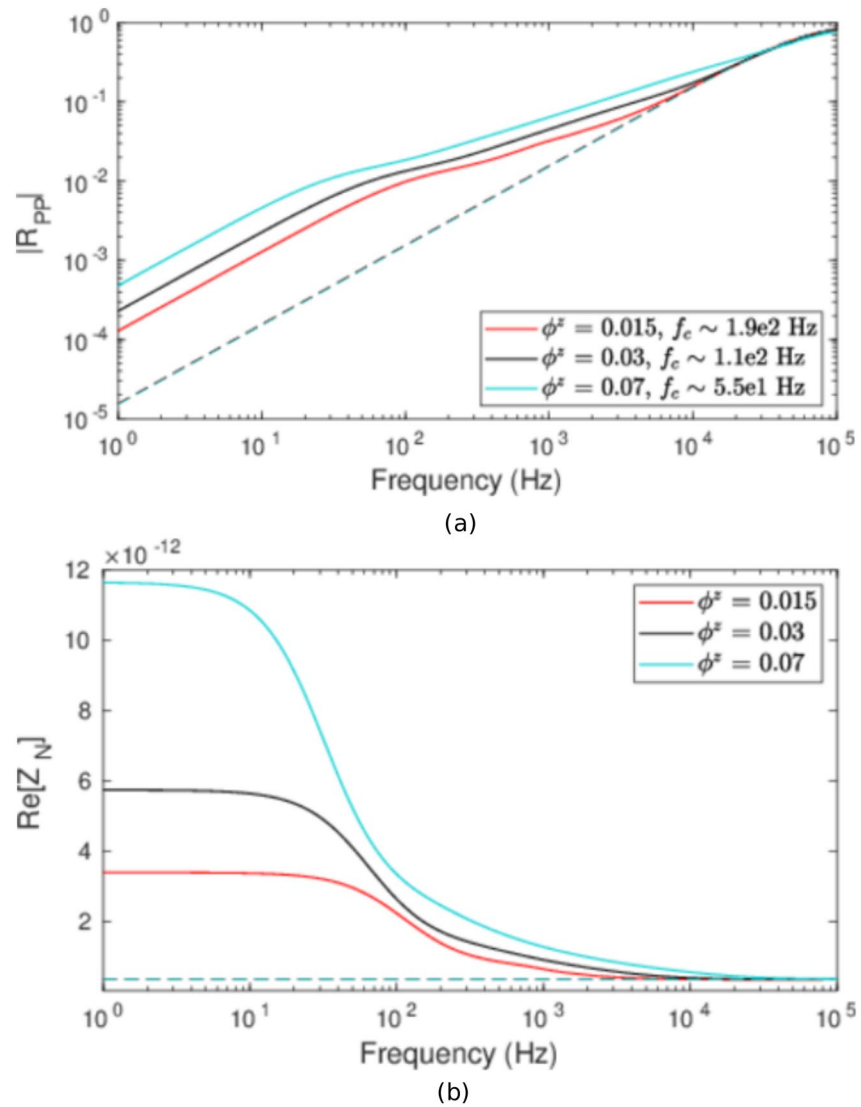 10^0
10^-1
10^-2
10^-3
10^-4
10^-5
|R_PP|
ϕ^z = 0.015, f_c ∼ 1.9e2 Hz
ϕ^z = 0.03, f_c ∼ 1.1e2 Hz
ϕ^z = 0.07, f_c ∼ 5.5e1 Hz
10^0 10^1 10^2 10^3 10^4 10^5
Frequency (Hz)
(a)
×10^-12
12
10
8
6
4
2
Re[Z_N]
ϕ^z = 0.015
ϕ^z = 0.03
ϕ^z = 0.07
10^0 10^1 10^2 10^3 10^4 10^5
Frequency (Hz)
(b)